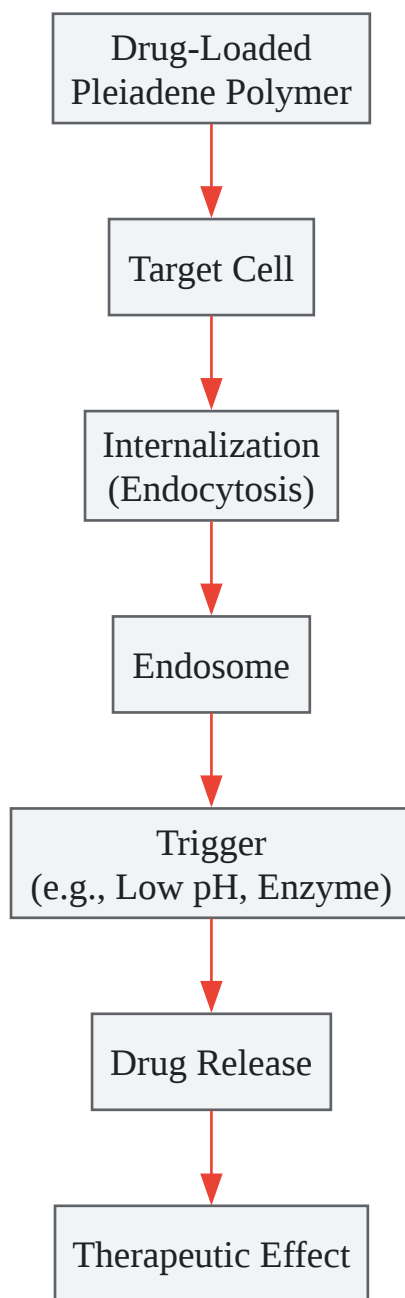 Drug-Loaded
Pleiadene Polymer
Target Cell
Internalization
(Endocytosis)
Endosome
Trigger
(e.g., Low pH, Enzyme)
Drug Release
Therapeutic Effect